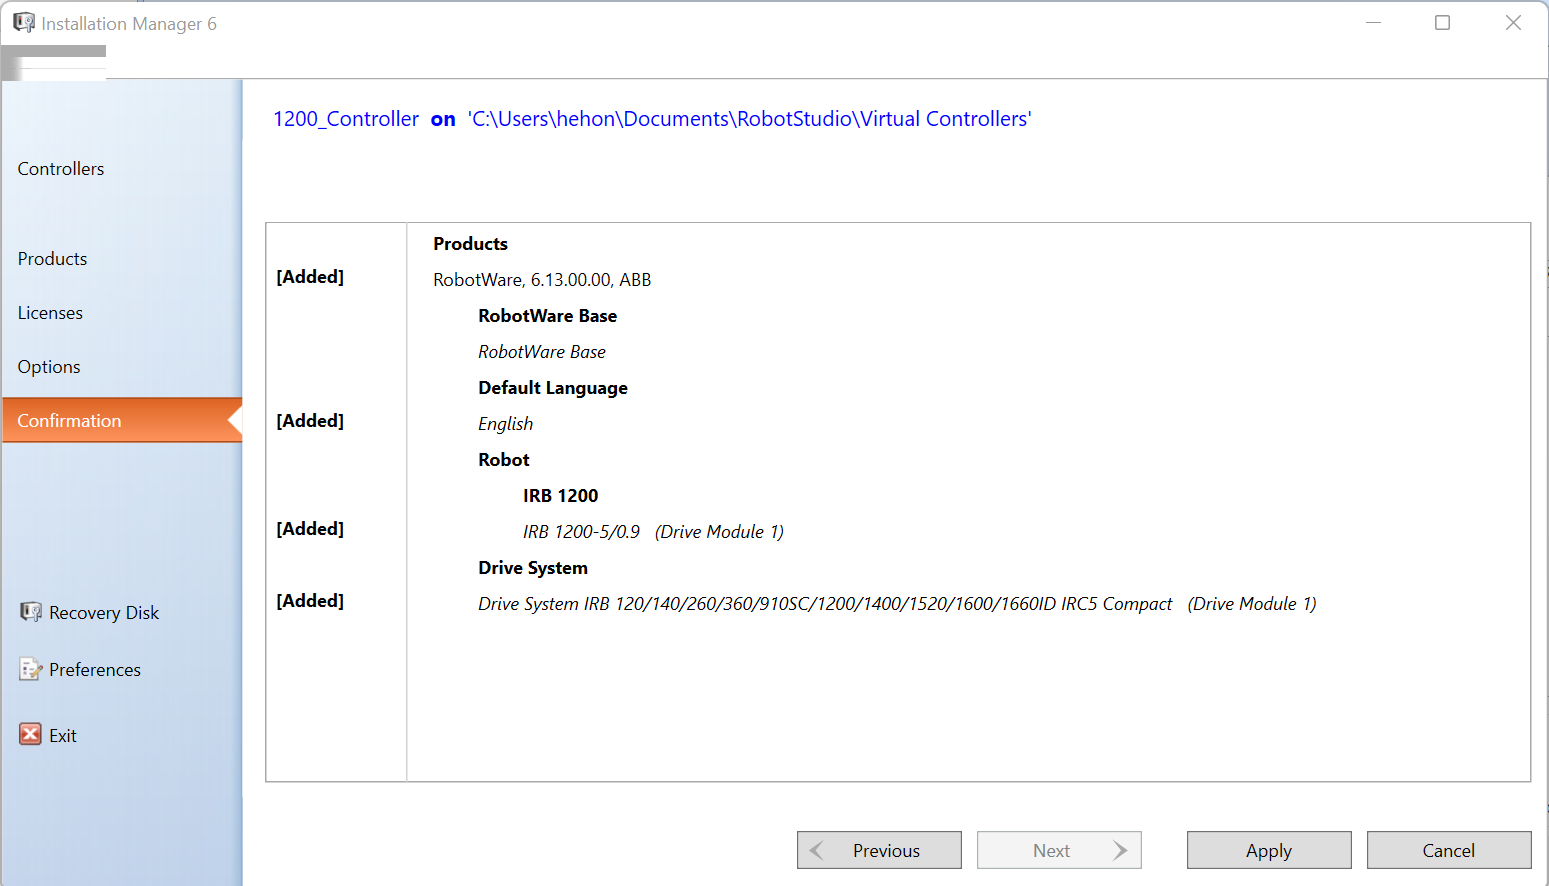 Installation Manager 6
1200_Controller on 'C:\Users\hehon\Documents\RobotStudio\Virtual Controllers'
Controllers
Products
Licenses
Options
Confirmation
Recovery Disk
Preferences
Exit
Products
[Added] RobotWare, 6.13.00.00, ABB
RobotWare Base
RobotWare Base
Default Language
[Added] English
Robot
IRB 1200
[Added] IRB 1200-5/0.9 (Drive Module 1)
Drive System
[Added] Drive System IRB 120/140/260/360/910SC/1200/1400/1520/1600/1660ID IRC5 Compact (Drive Module 1)
Previous Next Apply Cancel